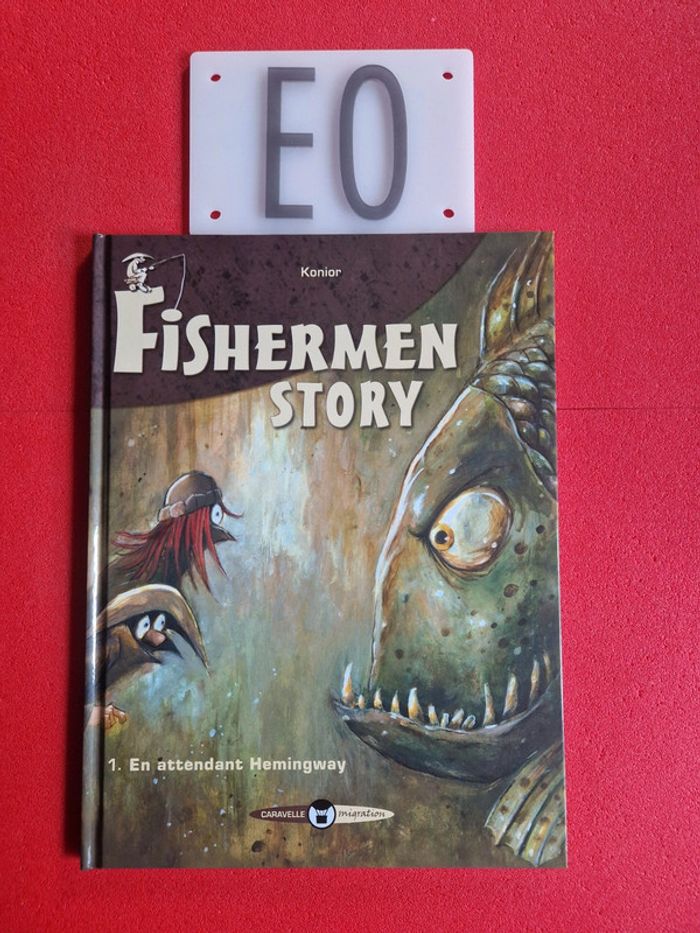 EO
Konior
FiSHERMEN
STORY
1. En attendant Hemingway
CARAVELLE migration